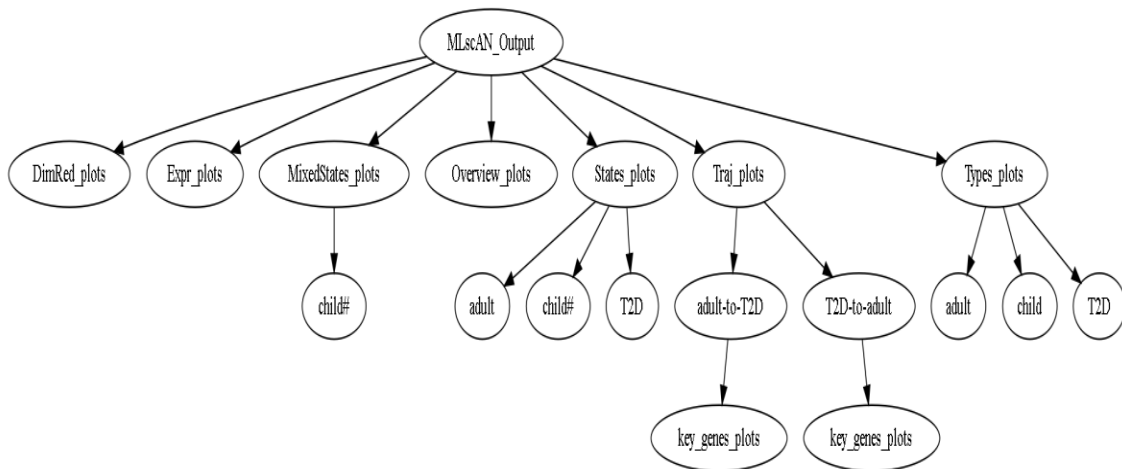 MLscAN_Output
DimRed_plots
Expr_plots
MixedStates_plots
Overview_plots
States_plots
Traj_plots
Types_plots
child#
adult
child#
T2D
adult-to-T2D
T2D-to-adult
adult
child
T2D
key_genes_plots
key_genes_plots